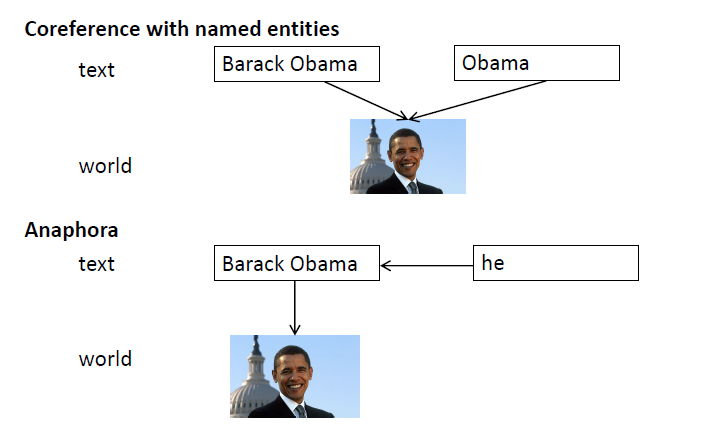 Coreference with named entities
text Barack Obama Obama
world
Anaphora
text Barack Obama he
world